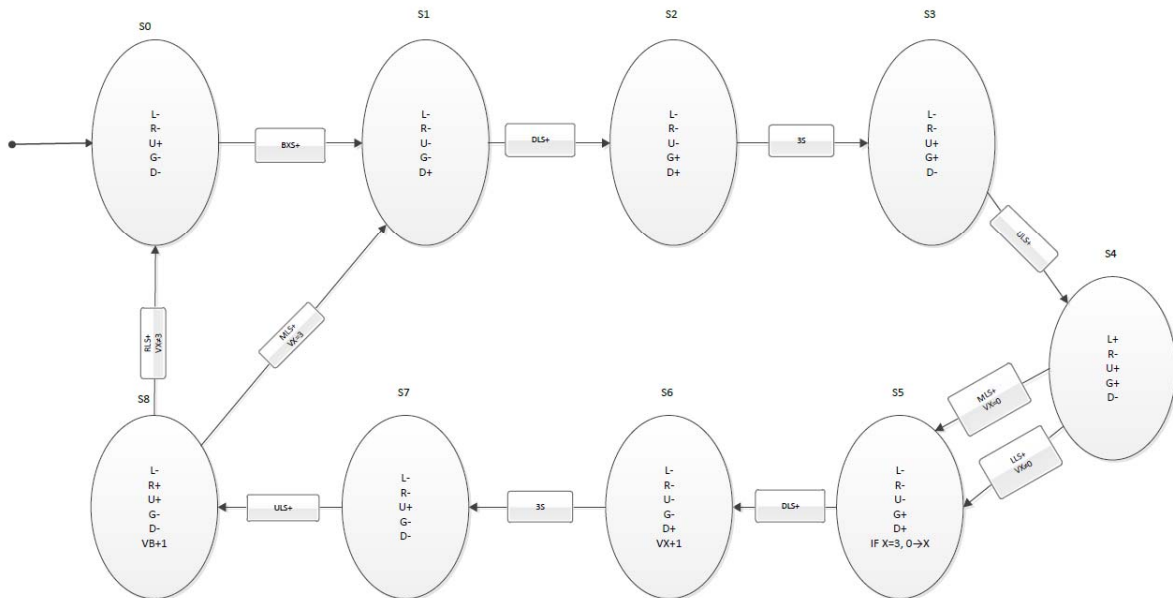 S0
S1
S2
S3
L-
R-
U+
G-
D-
BXS+
L-
R-
U-
G-
D+
DLS+
L-
R-
U-
G+
D+
3S
L-
R-
U+
G+
D-
ULS+
S4
L+
R-
U+
G+
D-
MLS+
VX=0
LLS+
VX≠0
RLS+
VX≠3
MLS+
VX=3
S8
S7
S6
S5
L-
R+
U+
G-
D-
VB+1
ULS+
L-
R-
U+
G-
D-
3S
L-
R-
U-
G-
D+
VX+1
DLS+
L-
R-
U-
G+
D+
IF X=3, 0→X